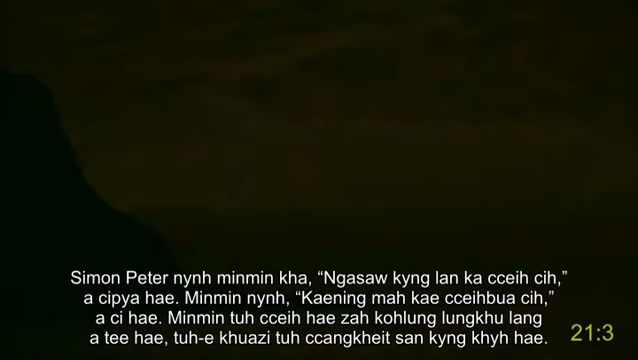 Simon Peter nynh minmin kha, “Ngasaw kyng lan ka cceih cih,”
a cipya hae. Minmin nynh, “Kaening mah kae cceihbua cih,”
a ci hae. Minmin tuh cceih hae zah kohlung lungkhu lang
a tee hae, tuh-e khuazi tuh ccangkheit san kyng khyh hae.
21:3